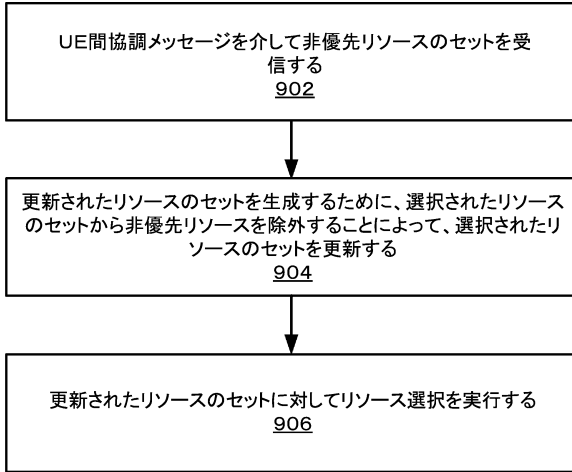 UE間協調メッセージを介して非優先リソースのセットを受
信する
902
更新されたリソースのセットを生成するために、選択されたリソース
のセットから非優先リソースを除外することによって、選択されたリ
ソースのセットを更新する
904
更新されたリソースのセットに対してリソース選択を実行する
906